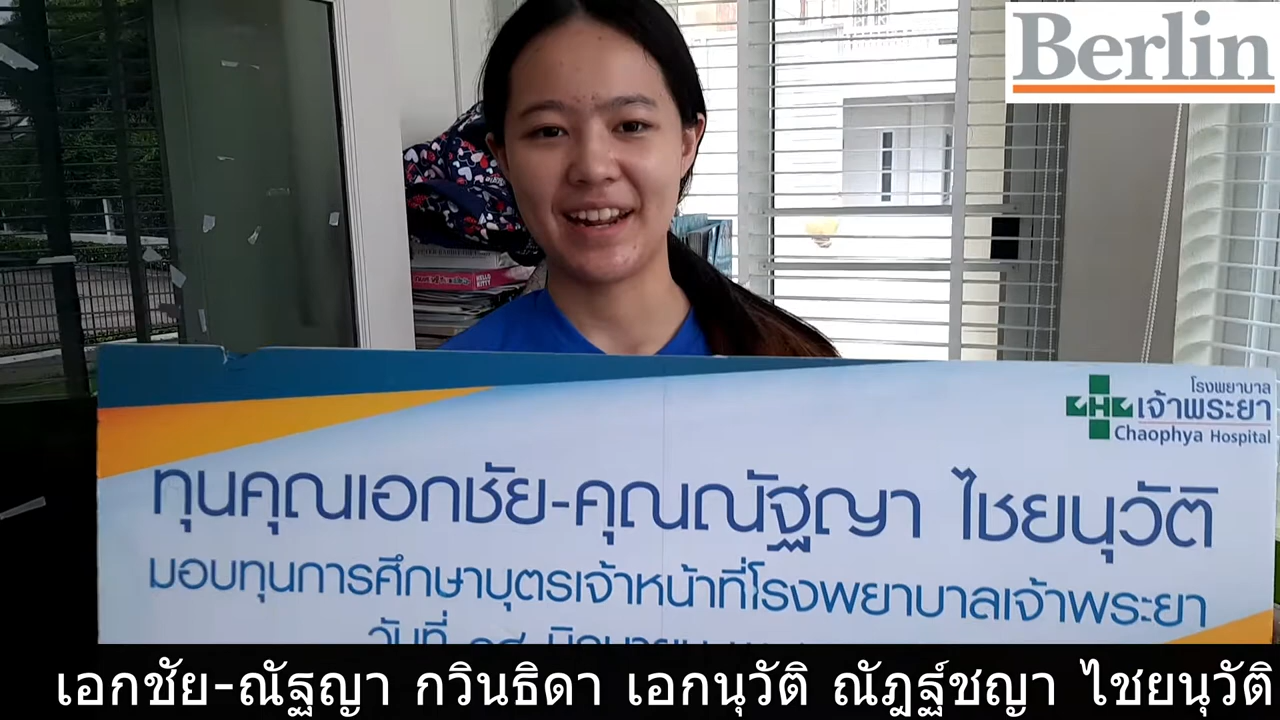 Berlin
HELLO
KITTY
โรงพยาบาล
เจ้าพระยา
Chaophya Hospital
ทุนคุณเอกชัย-คุณณัฐญา ไชยนุวัติ
มอบทุนการศึกษาบุตรเจ้าหน้าที่โรงพยาบาลเจ้าพระยา
วันที่
เอกชัย-ณัฐญา กวินธิดา เอกนุวัติ ณัฎฐ์ชญา ไชยนุวัติ